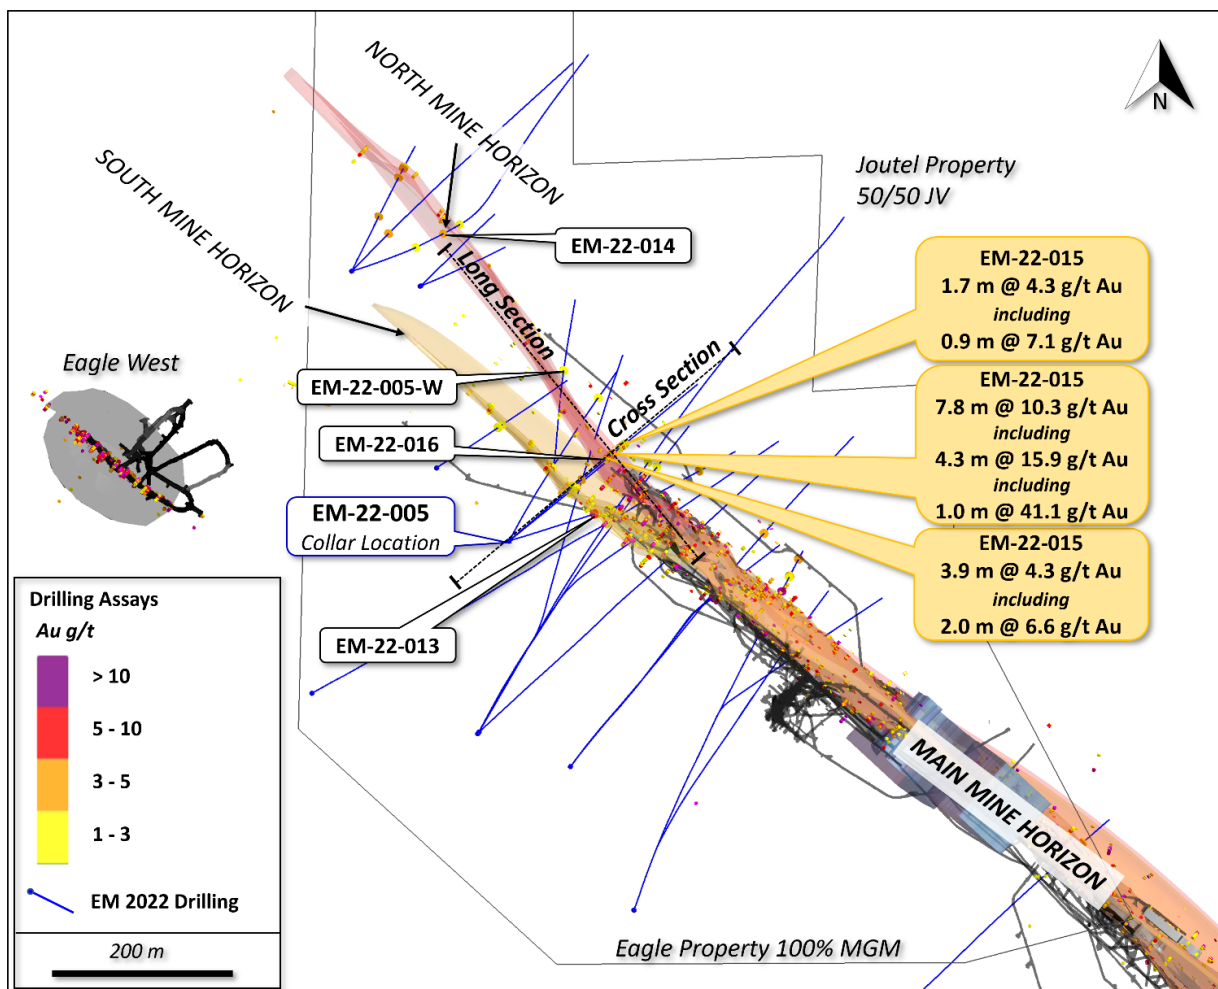 NORTH MINE HORIZON
N
SOUTH MINE HORIZON
Joutel Property
50/50 JV
EM-22-014
Long Section
EM-22-015
1.7 m @ 4.3 g/t Au
including
0.9 m @ 7.1 g/t Au
Eagle West
EM-22-005-W
Cross Section
EM-22-015
7.8 m @ 10.3 g/t Au
including
4.3 m @ 15.9 g/t Au
including
1.0 m @ 41.1 g/t Au
EM-22-016
EM-22-005
Collar Location
EM-22-015
3.9 m @ 4.3 g/t Au
including
2.0 m @ 6.6 g/t Au
EM-22-013
Drilling Assays
Au g/t
> 10
5 - 10
3 - 5
1 - 3
EM 2022 Drilling
200 m
MAIN MINE HORIZON
Eagle Property 100% MGM